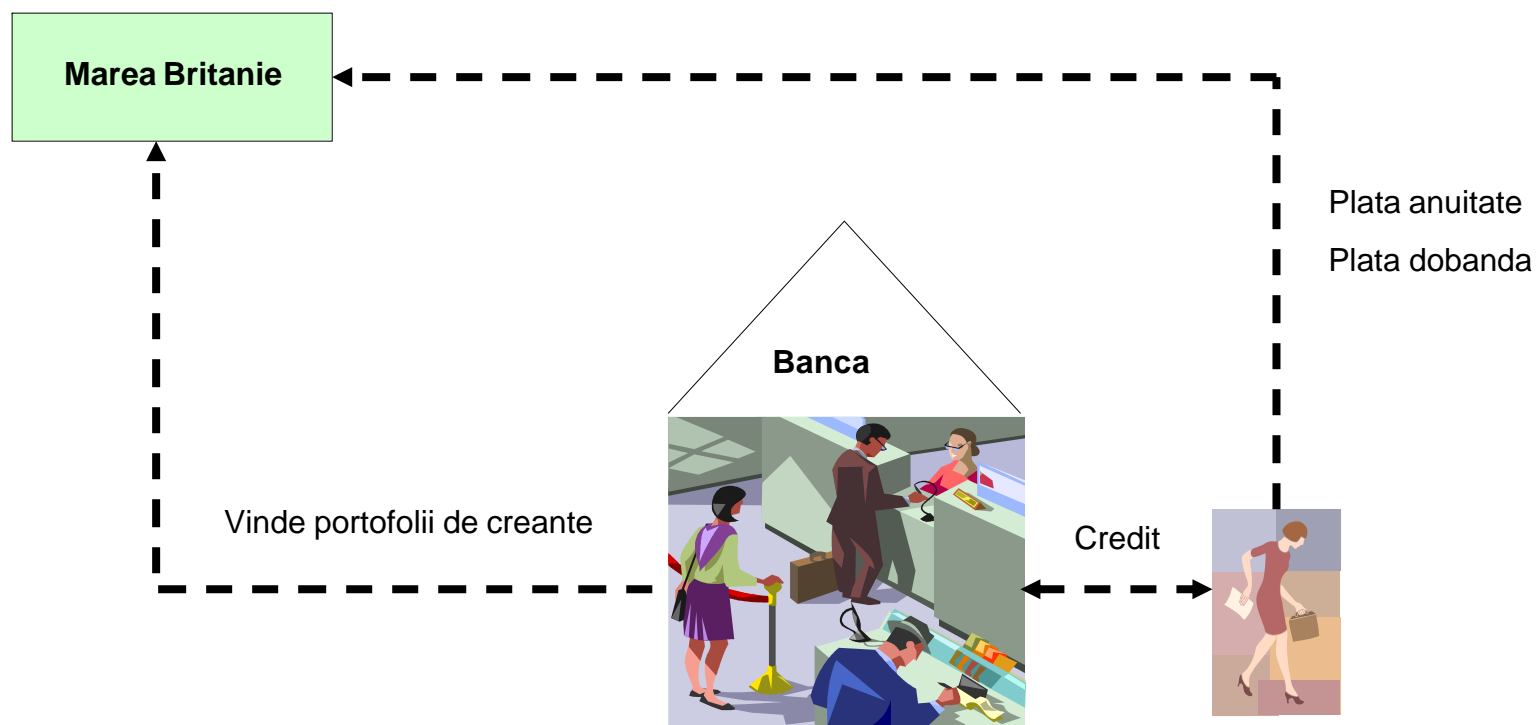 Marea Britanie
Plata anuitate
Plata dobanda
Banca
Vinde portofolii de creante
Credit